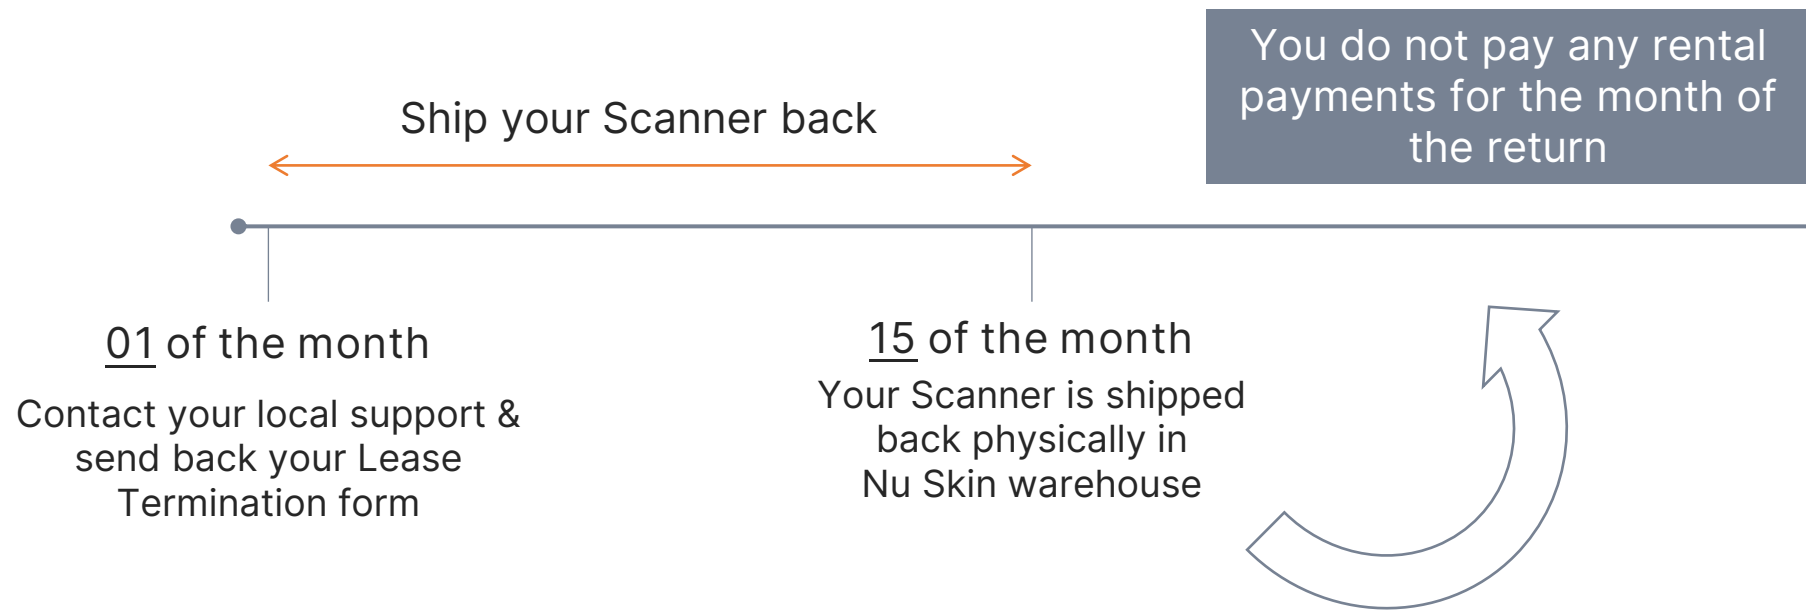 You do not pay any rental
payments for the month of
the return
Ship your Scanner back
01 of the month
Contact your local support &
send back your Lease
Termination form
15 of the month
Your Scanner is shipped
back physically in
Nu Skin warehouse